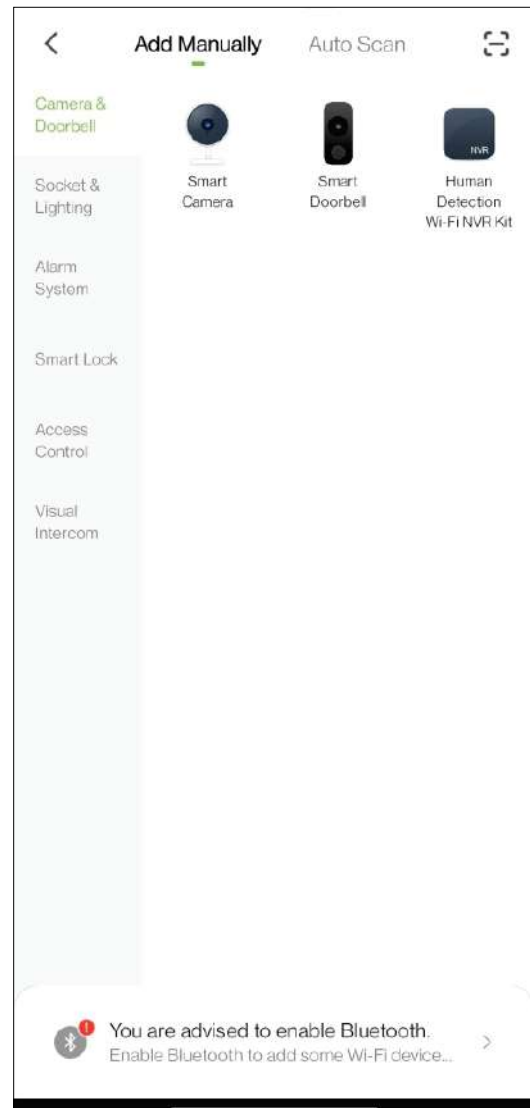 Add Manually
Auto Scan
Camera &
Doorbell
Smart
Camera
Smart
Doorbell
NVR
Human
Detection
Wi-Fi NVR Kit
Socket &
Lighting
Alarm
System
Smart Lock
Access
Control
Visual
Intercom
You are advised to enable Bluetooth.
Enable Bluetooth to add some Wi-Fi device...